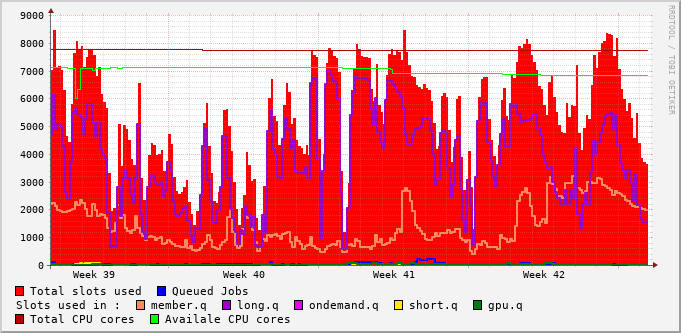 9000
8000
7000
6000
5000
4000
3000
2000
1000
0
Week 39 Week 40 Week 41 Week 42
RRDTOOL / TOBI OETIKER
Total slots used Queued Jobs
Slots used in : member.q long.q ondemand.q short.q gpu.q
Total CPU cores Availale CPU cores